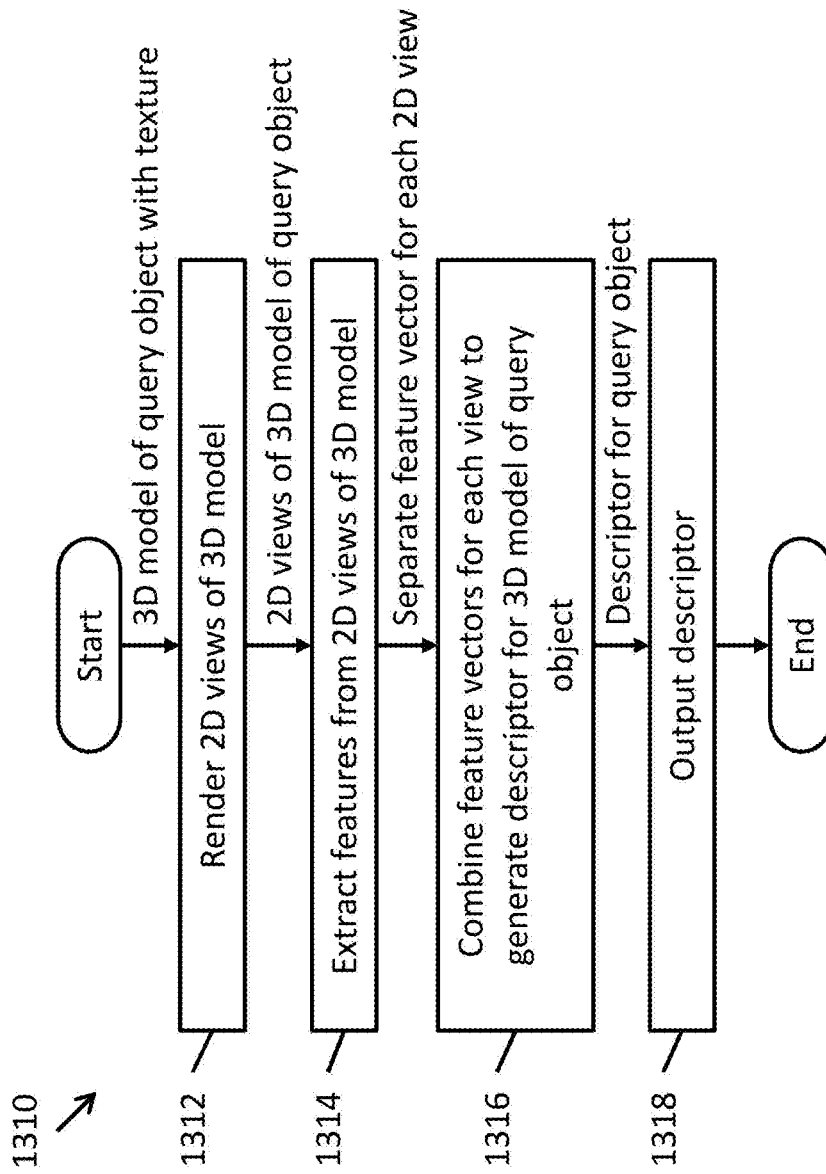 1310
Start
3D model of query object with texture
1312
Render 2D views of 3D model
2D views of 3D model of query object
1314
Extract features from 2D views of 3D model
Separate feature vector for each 2D view
1316
Combine feature vectors for each view to
generate descriptor for 3D model of query
object
Descriptor for query object
1318
Output descriptor
End